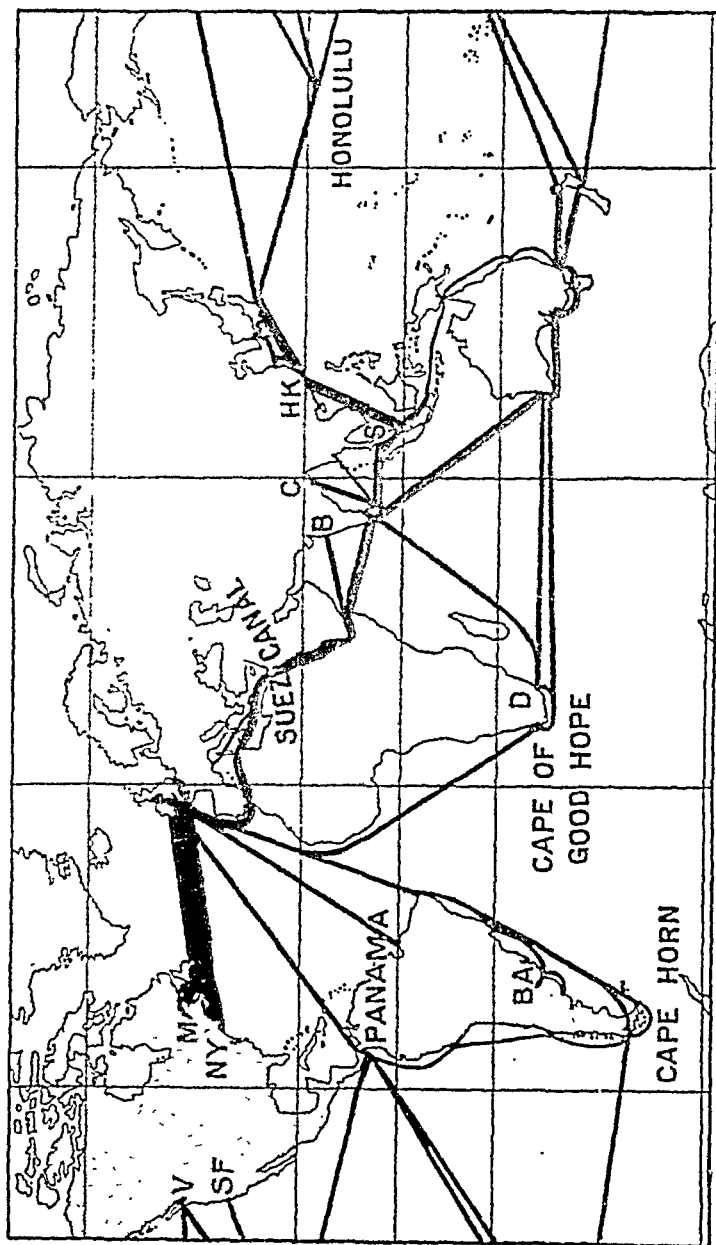 V
SF
M
NY
PANAMA
BA
CAPE HORN
SUEZ CANAL
B
C
HK
S
D
CAPE OF
GOOD HOPE
HONOLULU